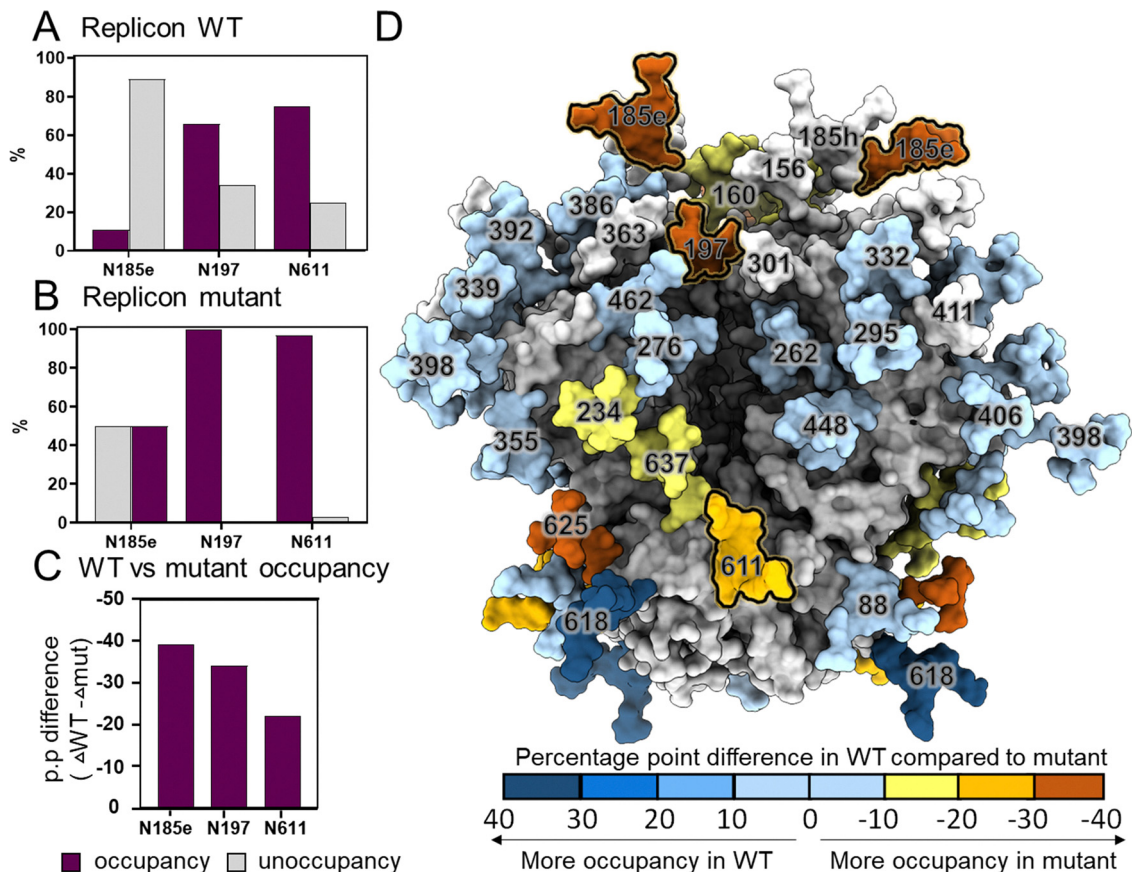 A Replicon WT
100
80
60
40
20
0
%
N185e N197 N611
B Replicon mutant
100
80
60
40
20
0
%
N185e N197 N611
C WT vs mutant occupancy
-50
-40
-30
-20
-10
0
p.p difference
( ΔWT -Δmut)
N185e N197 N611
occupancy unoccupancy
D
185e
185h
185e
156
160
386
392
363
197
301
332
339
462
411
276
262
295
398
234
448
406
398
355
637
625
611
618
88
618
Percentage point difference in WT compared to mutant
40 30 20 10 0 -10 -20 -30 -40
More occupancy in WT More occupancy in mutant